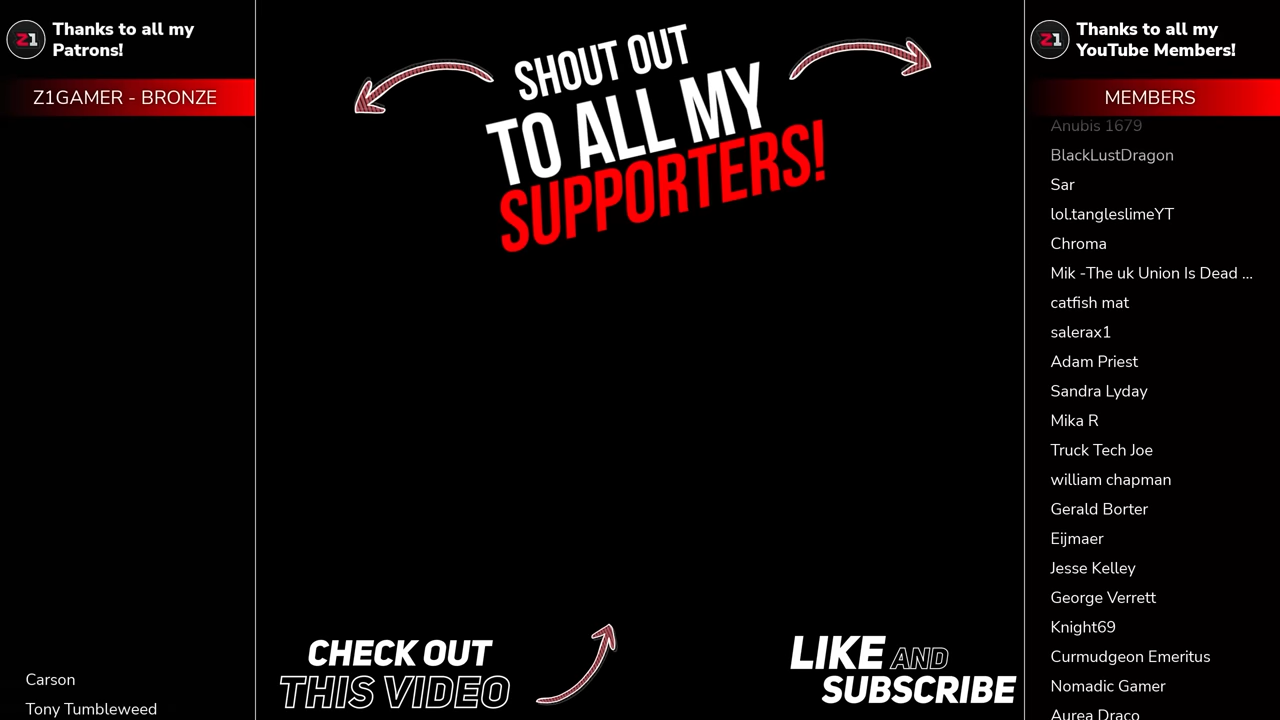 Z1 Thanks to all my
Patrons!
Z1GAMER - BRONZE
Carson
Tony Tumbleweed
SHOUT OUT
TO ALL MY
SUPPORTERS!
CHECK OUT
THIS VIDEO
LIKE AND
SUBSCRIBE
Z1 Thanks to all my
YouTube Members!
MEMBERS
Anubis 1679
BlackLustDragon
Sar
lol.tangleslimeYT
Chroma
Mik -The uk Union Is Dead ...
catfish mat
salerax1
Adam Priest
Sandra Lyday
Mika R
Truck Tech Joe
william chapman
Gerald Borter
Eijmaer
Jesse Kelley
George Verrett
Knight69
Curmudgeon Emeritus
Nomadic Gamer
Aurea Draco